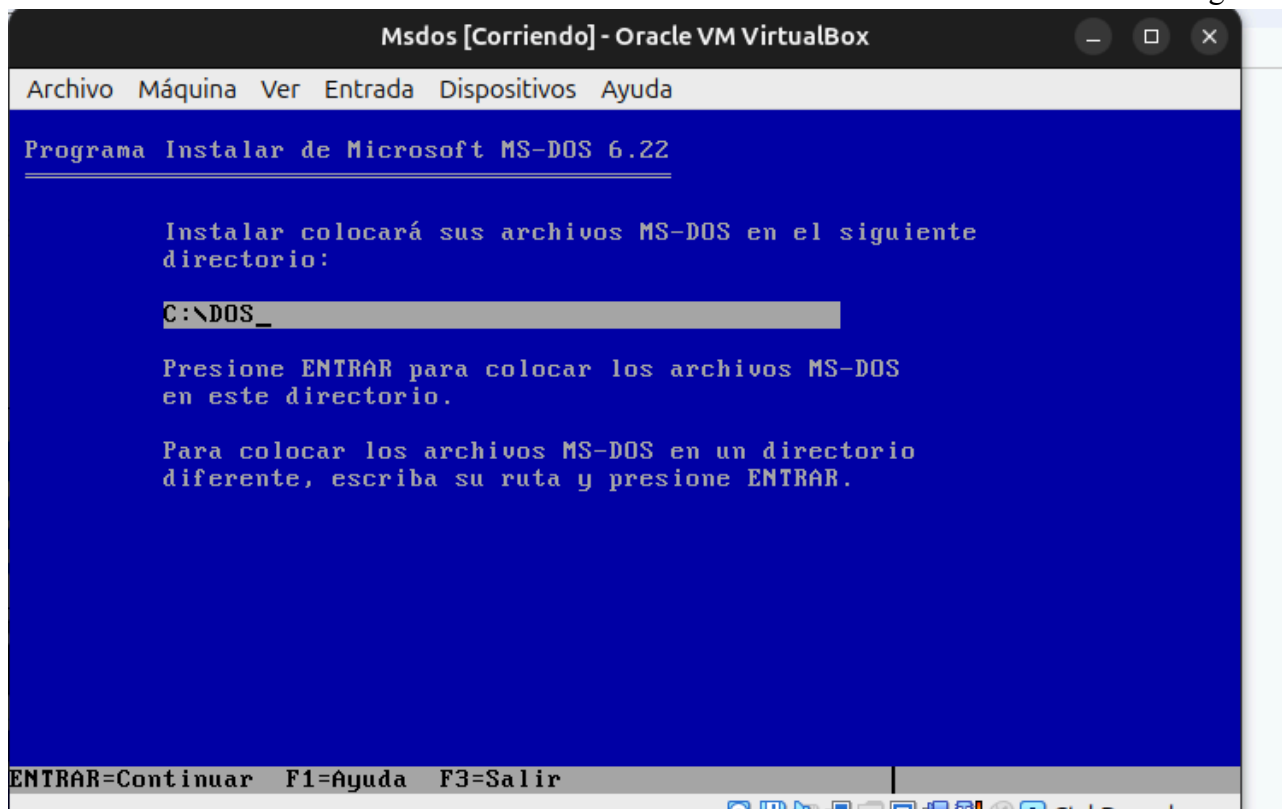 Msdos [Corriendo] - Oracle VM VirtualBox
Archivo Máquina Ver Entrada Dispositivos Ayuda
Programa Instalar de Microsoft MS-DOS 6.22
Instalar colocará sus archivos MS-DOS en el siguiente
directorio:
C:\DOS_
Presione ENTRAR para colocar los archivos MS-DOS
en este directorio.
Para colocar los archivos MS-DOS en un directorio
diferente, escriba su ruta y presione ENTRAR.
ENTRAR=Continuar F1=Ayuda F3=Salir